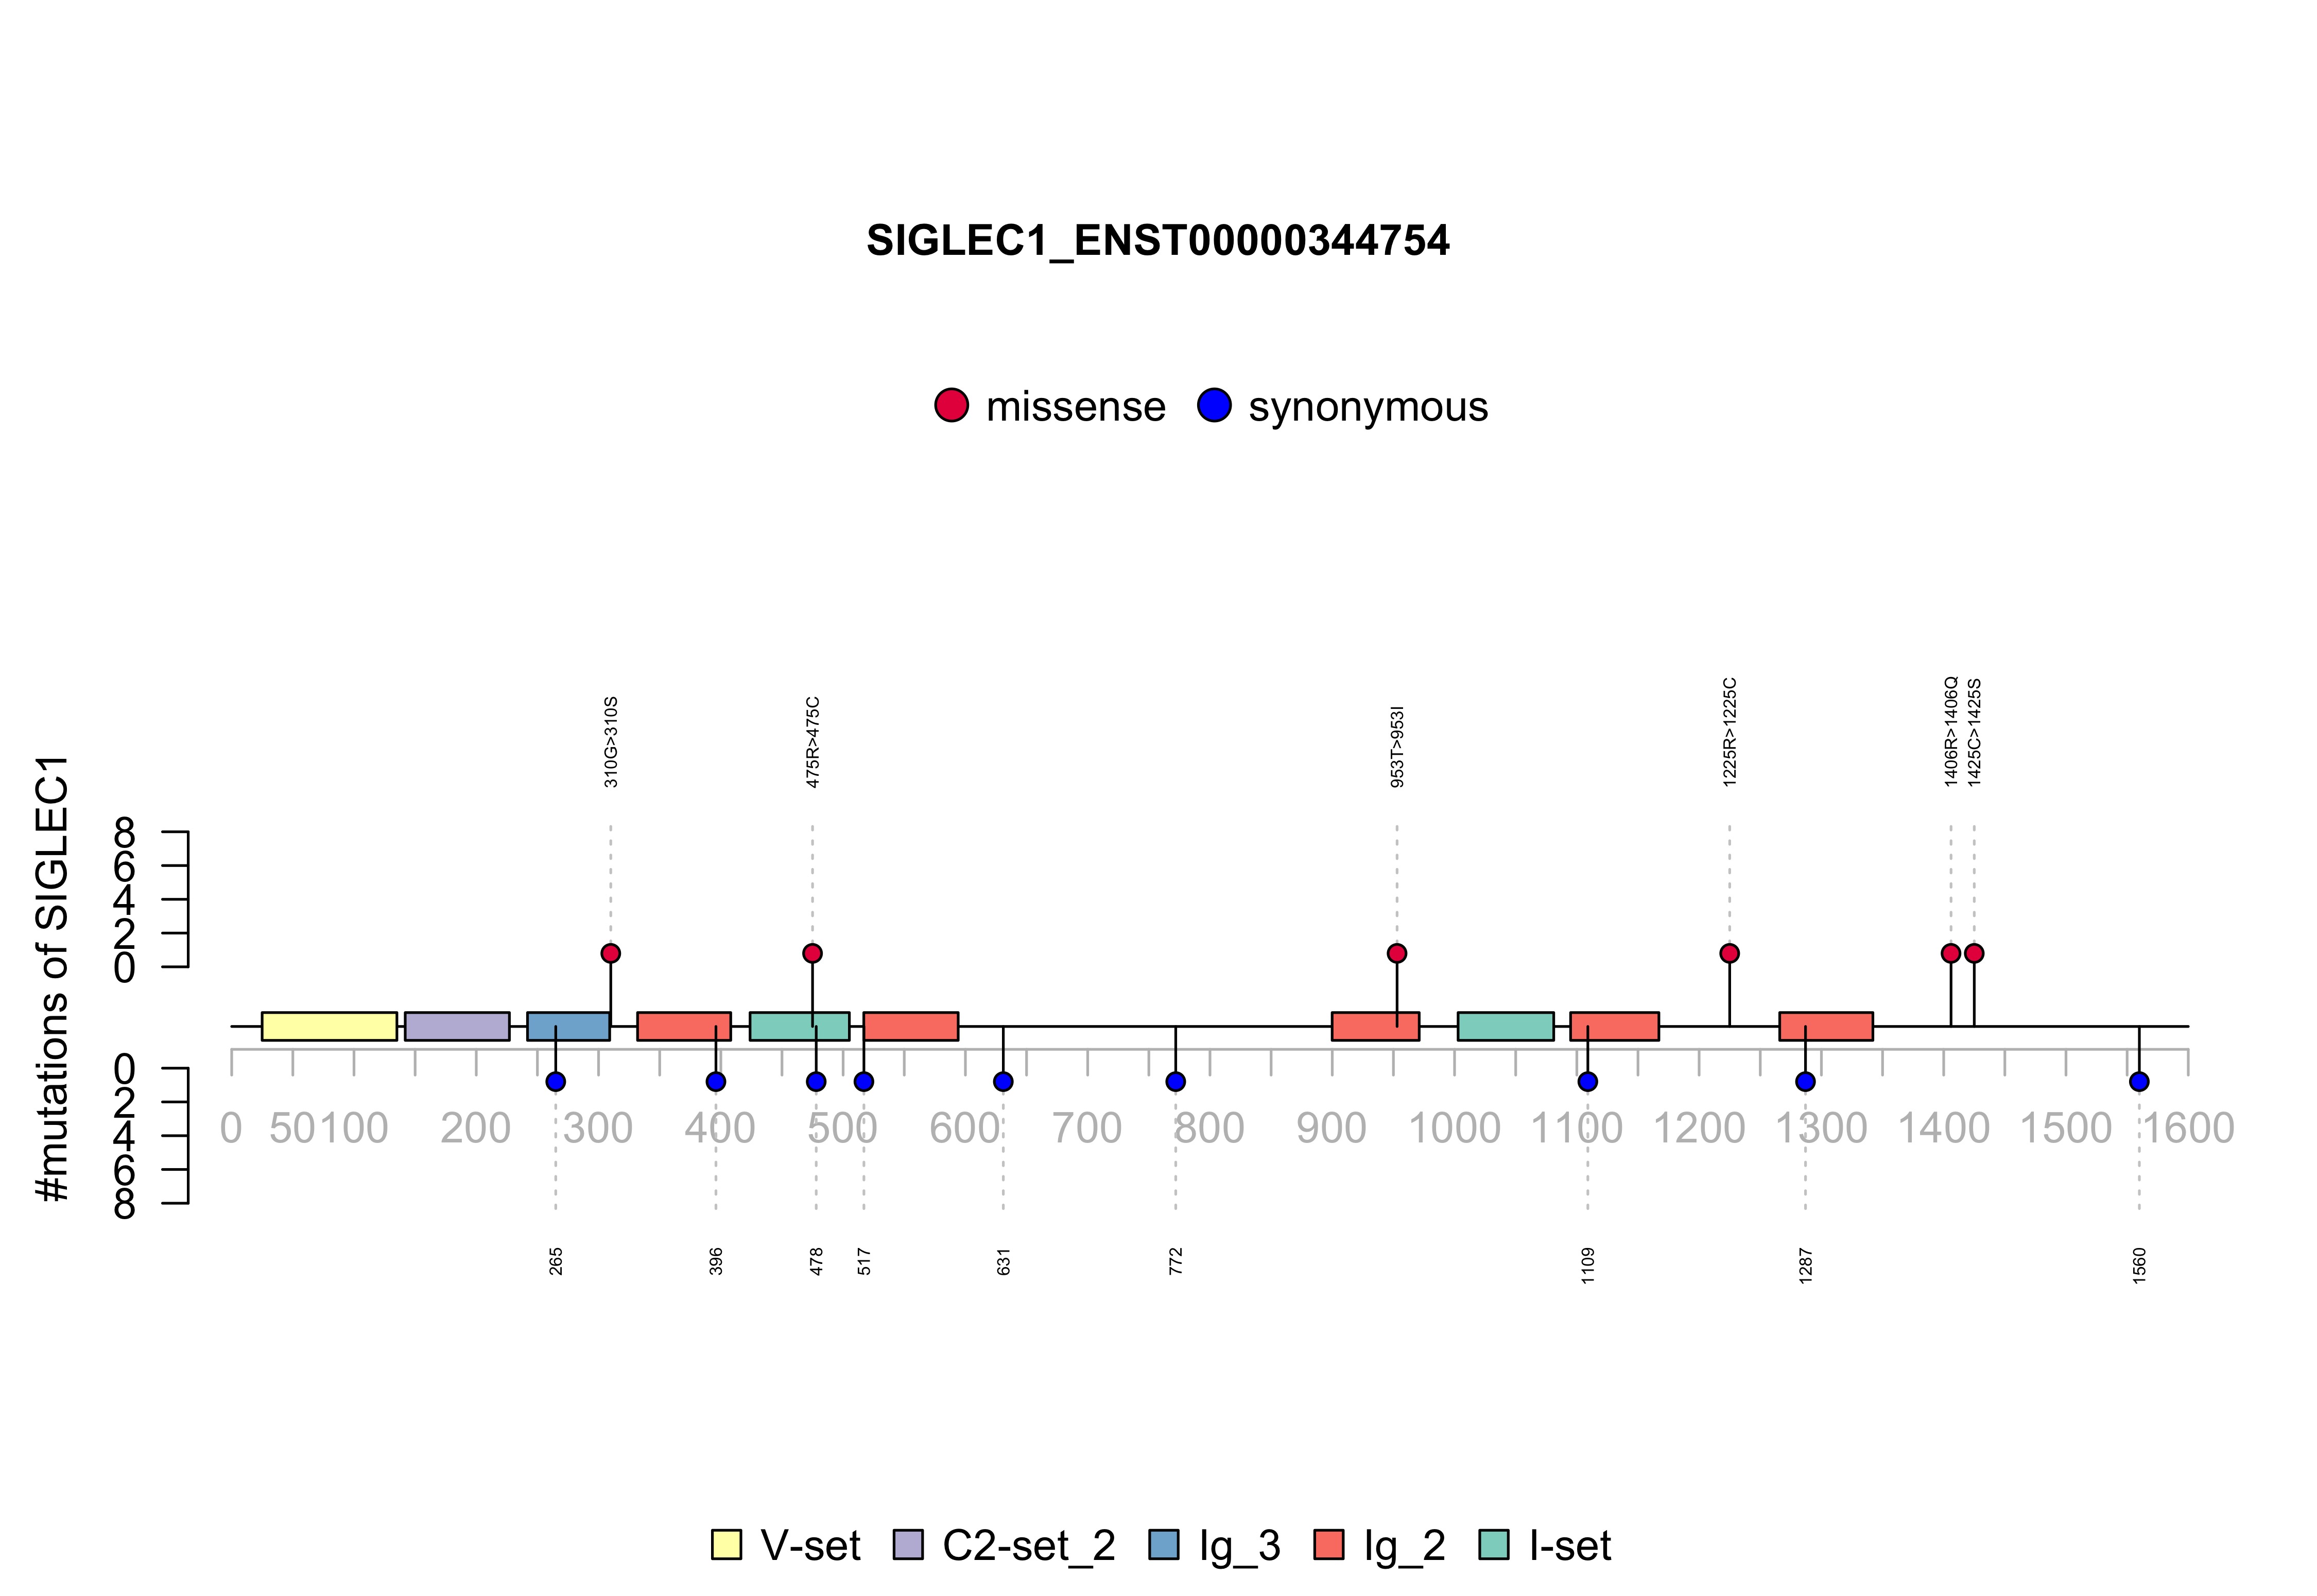 SIGLEC1_ENST00000344754
missense synonymous
310G>310S
475R>475C
953T>953I
1225R>1225C
1406R>1406Q
1425C>1425S
#mutations of SIGLEC1
8
6
4
2
0
0
2
4
6
8
0 50 100 200 300 400 500 600 700 800 900 1000 1100 1200 1300 1400 1500 1600
265
396
478
517
631
772
1109
1287
1560
V-set C2-set_2 Ig_3 Ig_2 I-set